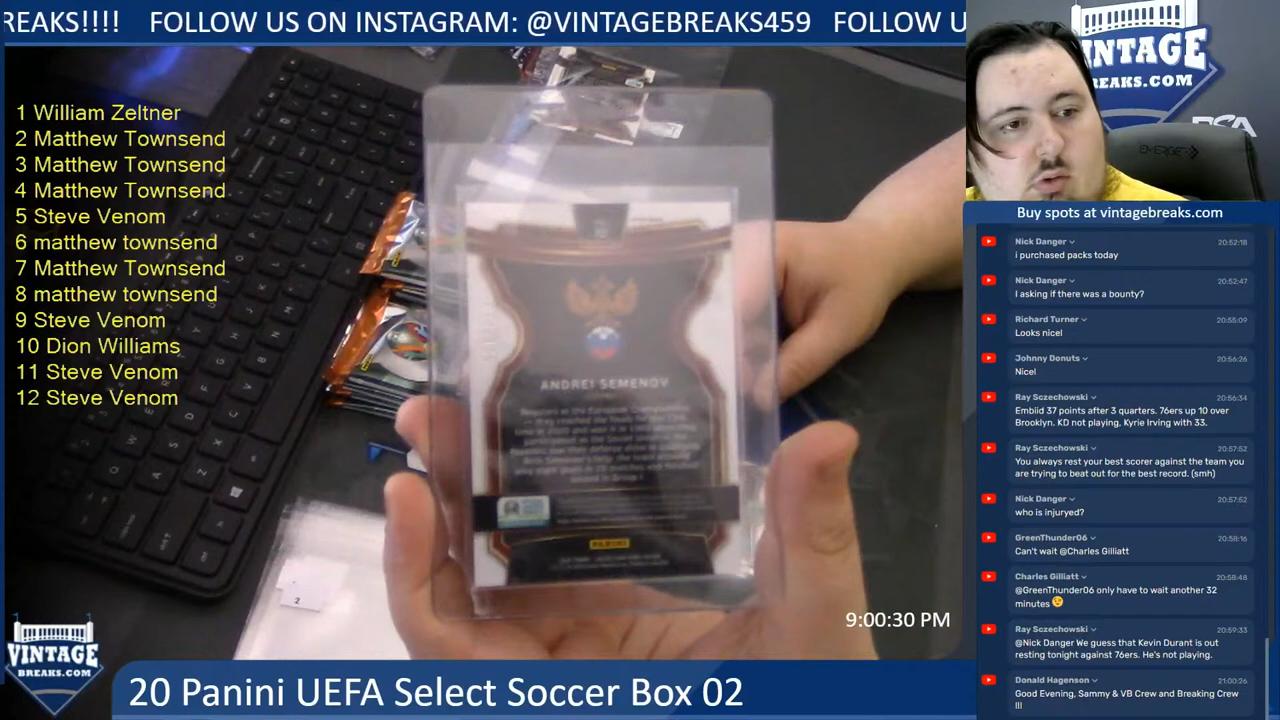 REAKS!!!! FOLLOW US ON INSTAGRAM: @VINTAGEBREAKS459 FOLLOW U
1 William Zeltner
2 Matthew Townsend
3 Matthew Townsend
4 Matthew Townsend
5 Steve Venom
6 matthew townsend
7 Matthew Townsend
8 matthew townsend
9 Steve Venom
10 Dion Williams
11 Steve Venom
12 Steve Venom
ANDREI SEMENOV
PANINI
2
9:00:30 PM
VINTAGE
BREAKS.COM
20 Panini UEFA Select Soccer Box 02
VINTAGE
BREAKS.COM
PSA
Buy spots at vintagebreaks.com
Nick Danger 20:52:18
i purchased packs today
Nick Danger 20:52:47
I asking if there was a bounty?
Richard Turner 20:55:09
Looks nice!
Johnny Donuts 20:56:26
Nice!
Ray Sczechowski 20:56:34
Embiid 37 points after 3 quarters. 76ers up 10 over
Brooklyn. KD not playing, Kyrie Irving with 33.
Ray Sczechowski 20:57:52
You always rest your best scorer against the team you
are trying to beat out for the best record. (smh)
Nick Danger 20:57:52
who is injuryed?
GreenThunder06 20:58:16
Can't wait @Charles Gilliatt
Charles Gilliatt 20:58:48
@GreenThunder06 only have to wait another 32
minutes 😉
Ray Sczechowski 20:59:33
@Nick Danger We guess that Kevin Durant is out
resting tonight against 76ers. He's not playing.
Donald Hagenson 21:00:26
Good Evening, Sammy & VB Crew and Breaking Crew
!!!